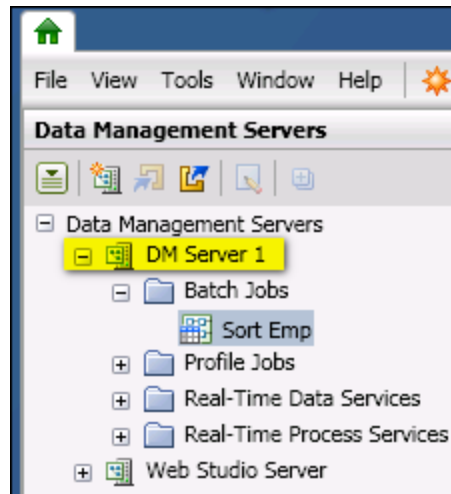 File View Tools Window Help
Data Management Servers
Data Management Servers
DM Server 1
Batch Jobs
Sort Emp
Profile Jobs
Real-Time Data Services
Real-Time Process Services
Web Studio Server